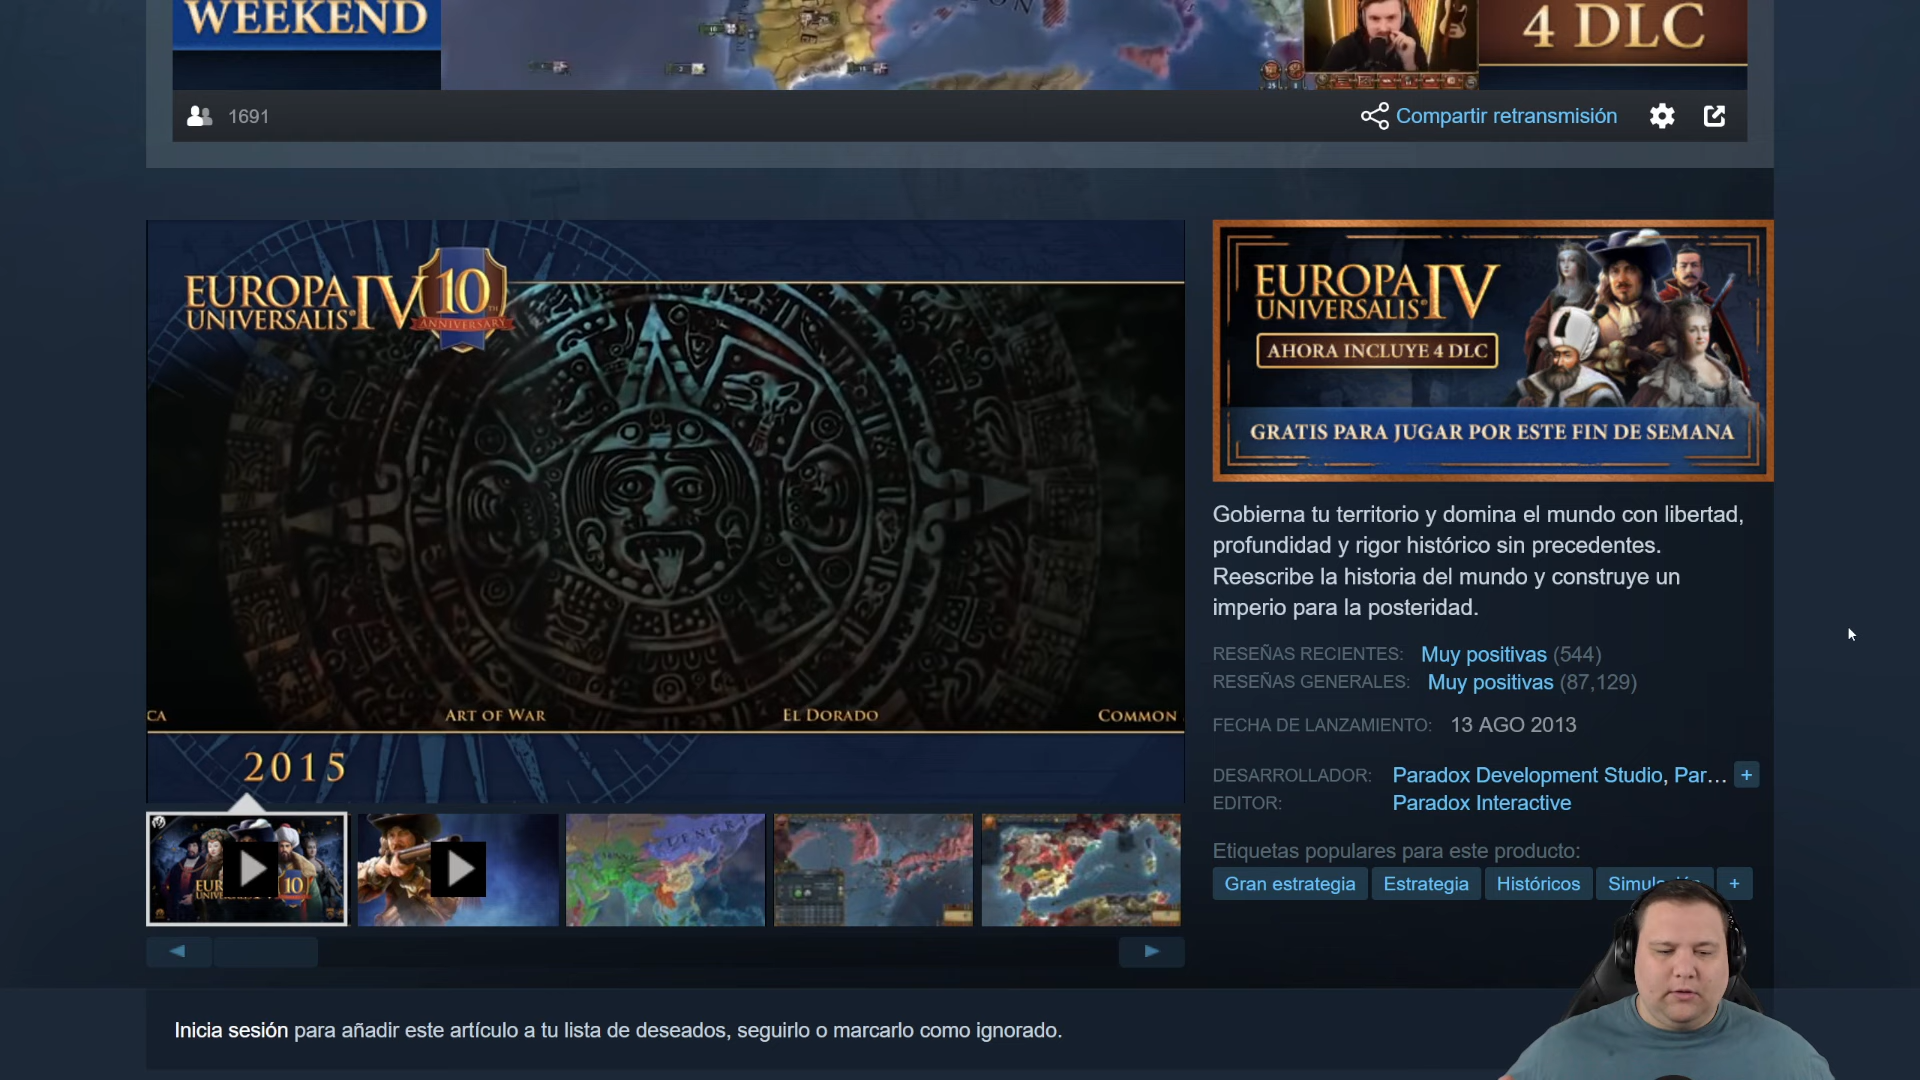 WEEKEND
4 DLC
1691
Compartir retransmisión
EUROPA UNIVERSALIS IV
10TH ANNIVERSARY
EUROPA UNIVERSALIS IV
AHORA INCLUYE 4 DLC
GRATIS PARA JUGAR POR ESTE FIN DE SEMANA
CA
ART OF WAR
EL DORADO
COMMON
2015
Gobierna tu territorio y domina el mundo con libertad,
profundidad y rigor histórico sin precedentes.
Reescribe la historia del mundo y construye un
imperio para la posteridad.
RESEÑAS RECIENTES: Muy positivas (544)
RESEÑAS GENERALES: Muy positivas (87,129)
FECHA DE LANZAMIENTO: 13 AGO 2013
DESARROLLADOR: Paradox Development Studio, Par... +
EDITOR: Paradox Interactive
Etiquetas populares para este producto:
Gran estrategia Estrategia Históricos +
10
Inicia sesión para añadir este artículo a tu lista de deseados, seguirlo o marcarlo como ignorado.